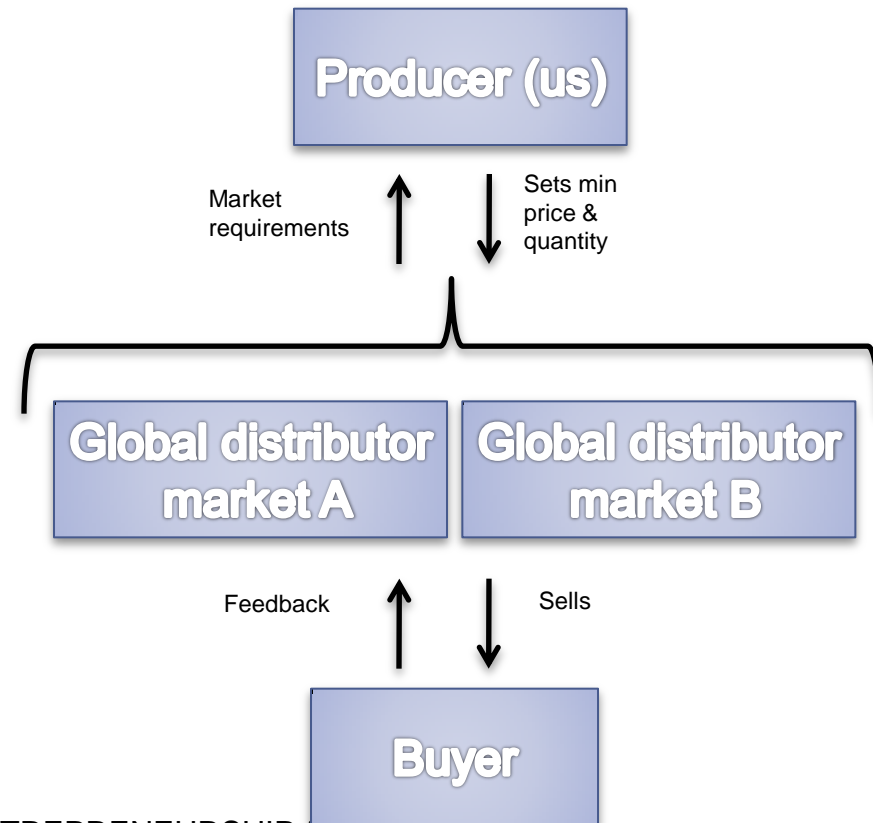 Producer (us)
Market
requirements
Sets min
price &
quantity
Global distributor
market A
Global distributor
market B
Feedback
Sells
Buyer